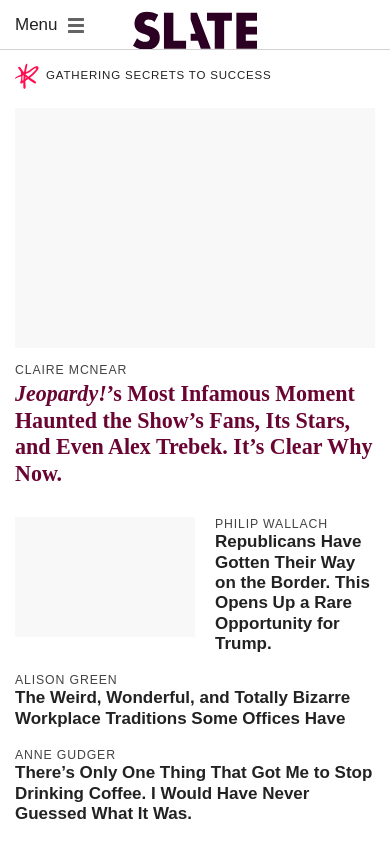 Menu
SLATE
GATHERING SECRETS TO SUCCESS
CLAIRE MCNEAR
Jeopardy!’s Most Infamous Moment
Haunted the Show’s Fans, Its Stars,
and Even Alex Trebek. It’s Clear Why
Now.
PHILIP WALLACH
Republicans Have
Gotten Their Way
on the Border. This
Opens Up a Rare
Opportunity for
Trump.
ALISON GREEN
The Weird, Wonderful, and Totally Bizarre
Workplace Traditions Some Offices Have
ANNE GUDGER
There’s Only One Thing That Got Me to Stop
Drinking Coffee. I Would Have Never
Guessed What It Was.